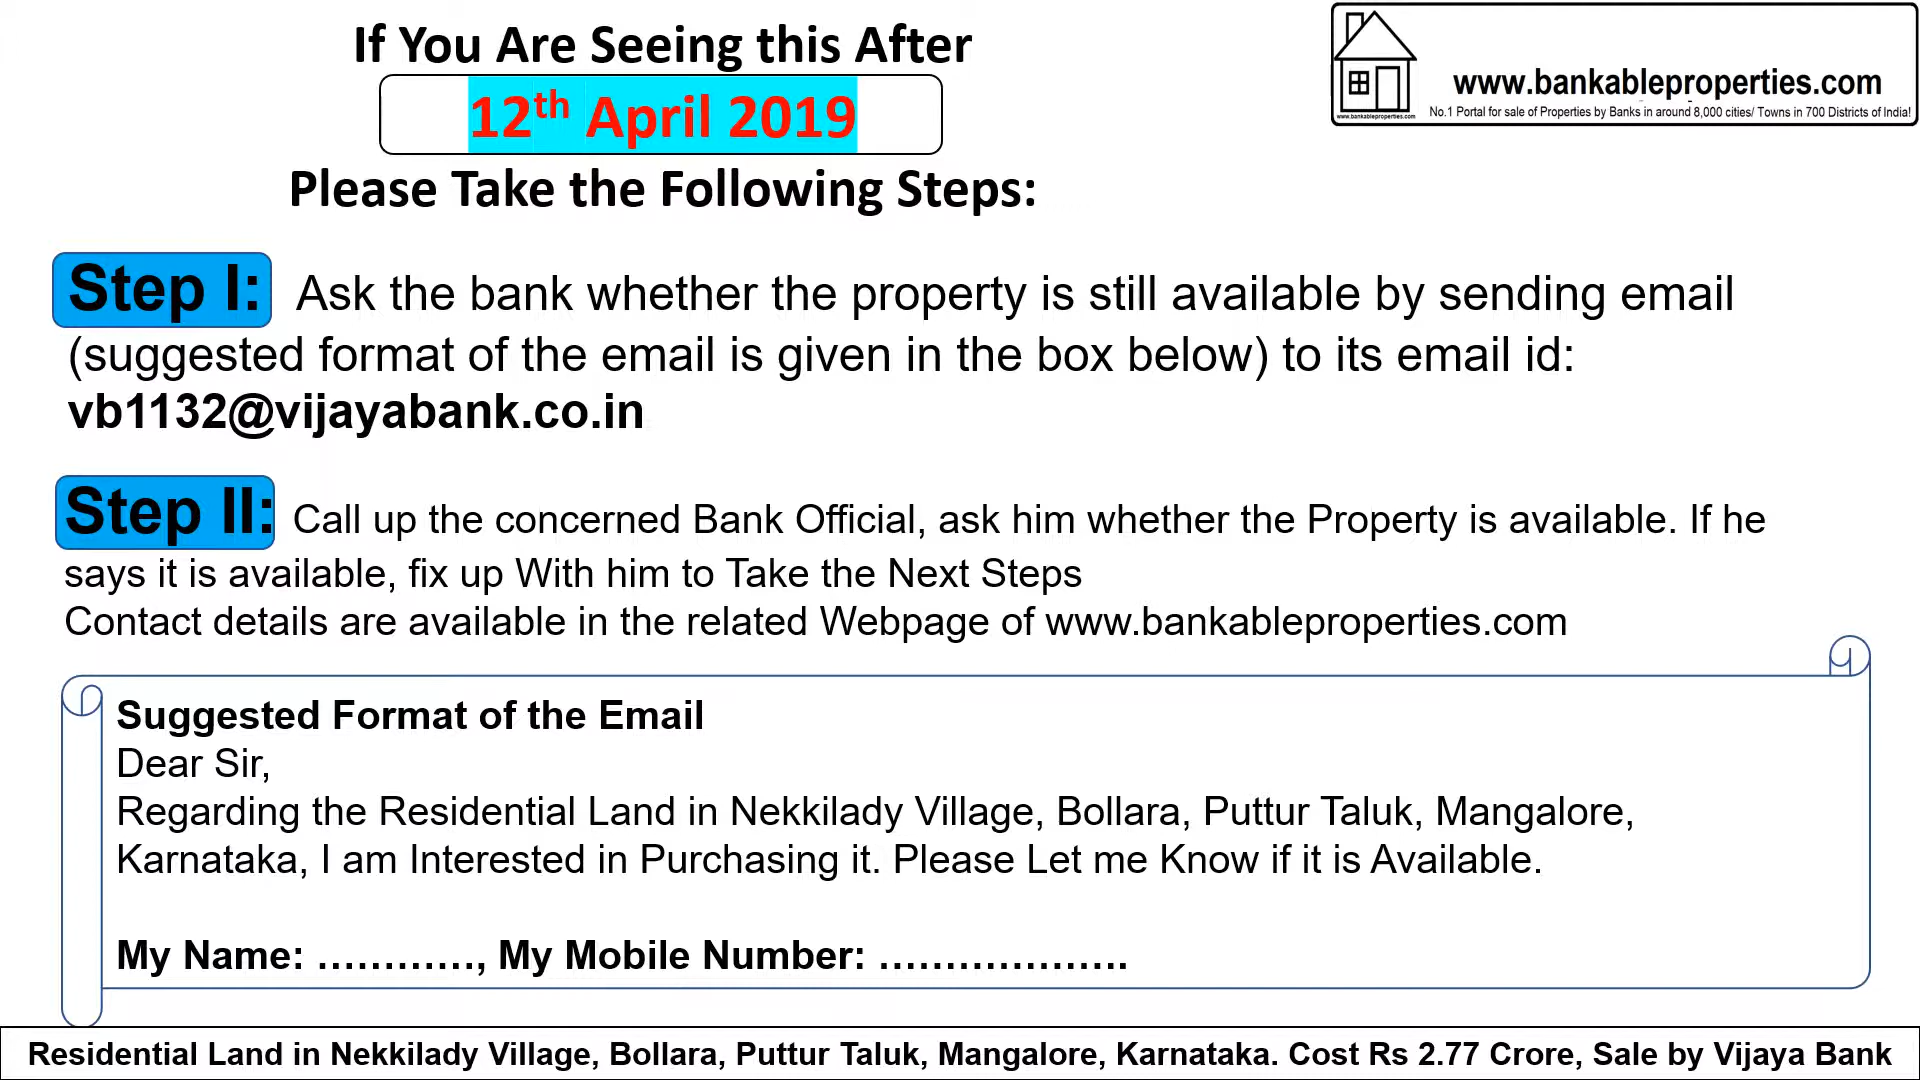 If You Are Seeing this After
12th April 2019
Please Take the Following Steps:
www.bankableproperties.com
No.1 Portal for sale of Properties by Banks in around 8,000 cities/ Towns in 700 Districts of India!
www.bankableproperties.com
Step I: Ask the bank whether the property is still available by sending email
(suggested format of the email is given in the box below) to its email id:
vb1132@vijayabank.co.in
Step II: Call up the concerned Bank Official, ask him whether the Property is available. If he
says it is available, fix up With him to Take the Next Steps
Contact details are available in the related Webpage of www.bankableproperties.com
Suggested Format of the Email
Dear Sir,
Regarding the Residential Land in Nekkilady Village, Bollara, Puttur Taluk, Mangalore,
Karnataka, I am Interested in Purchasing it. Please Let me Know if it is Available.
My Name: …………, My Mobile Number: ……………….
Residential Land in Nekkilady Village, Bollara, Puttur Taluk, Mangalore, Karnataka. Cost Rs 2.77 Crore, Sale by Vijaya Bank